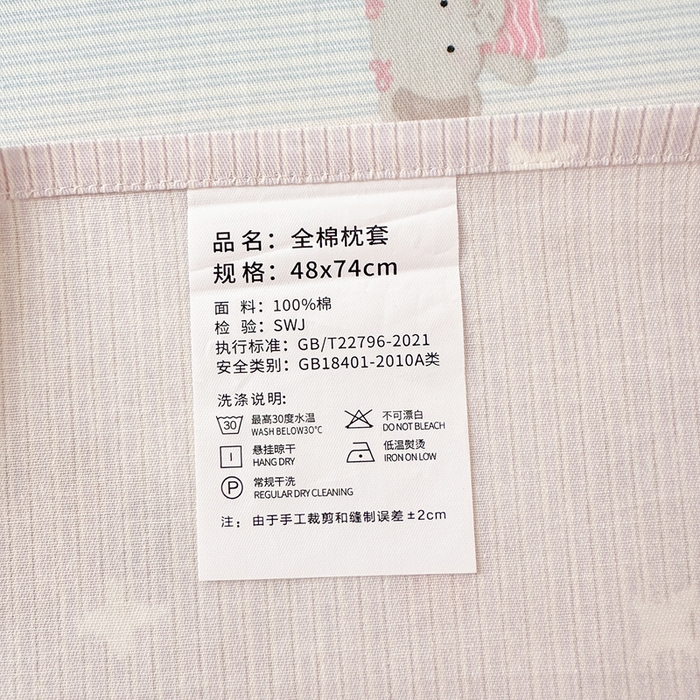 品名：全棉枕套
规格：48x74cm
面料：100%棉
检验：SWJ
执行标准：GB/T22796-2021
安全类别：GB18401-2010A类
洗涤说明:
30 最高30度水温 不可漂白
WASH BELOW30°C DO NOT BLEACH
悬挂晾干 低温熨烫
HANG DRY IRON ON LOW
P 常规干洗
REGULAR DRY CLEANING
注：由于手工裁剪和缝制误差±2cm